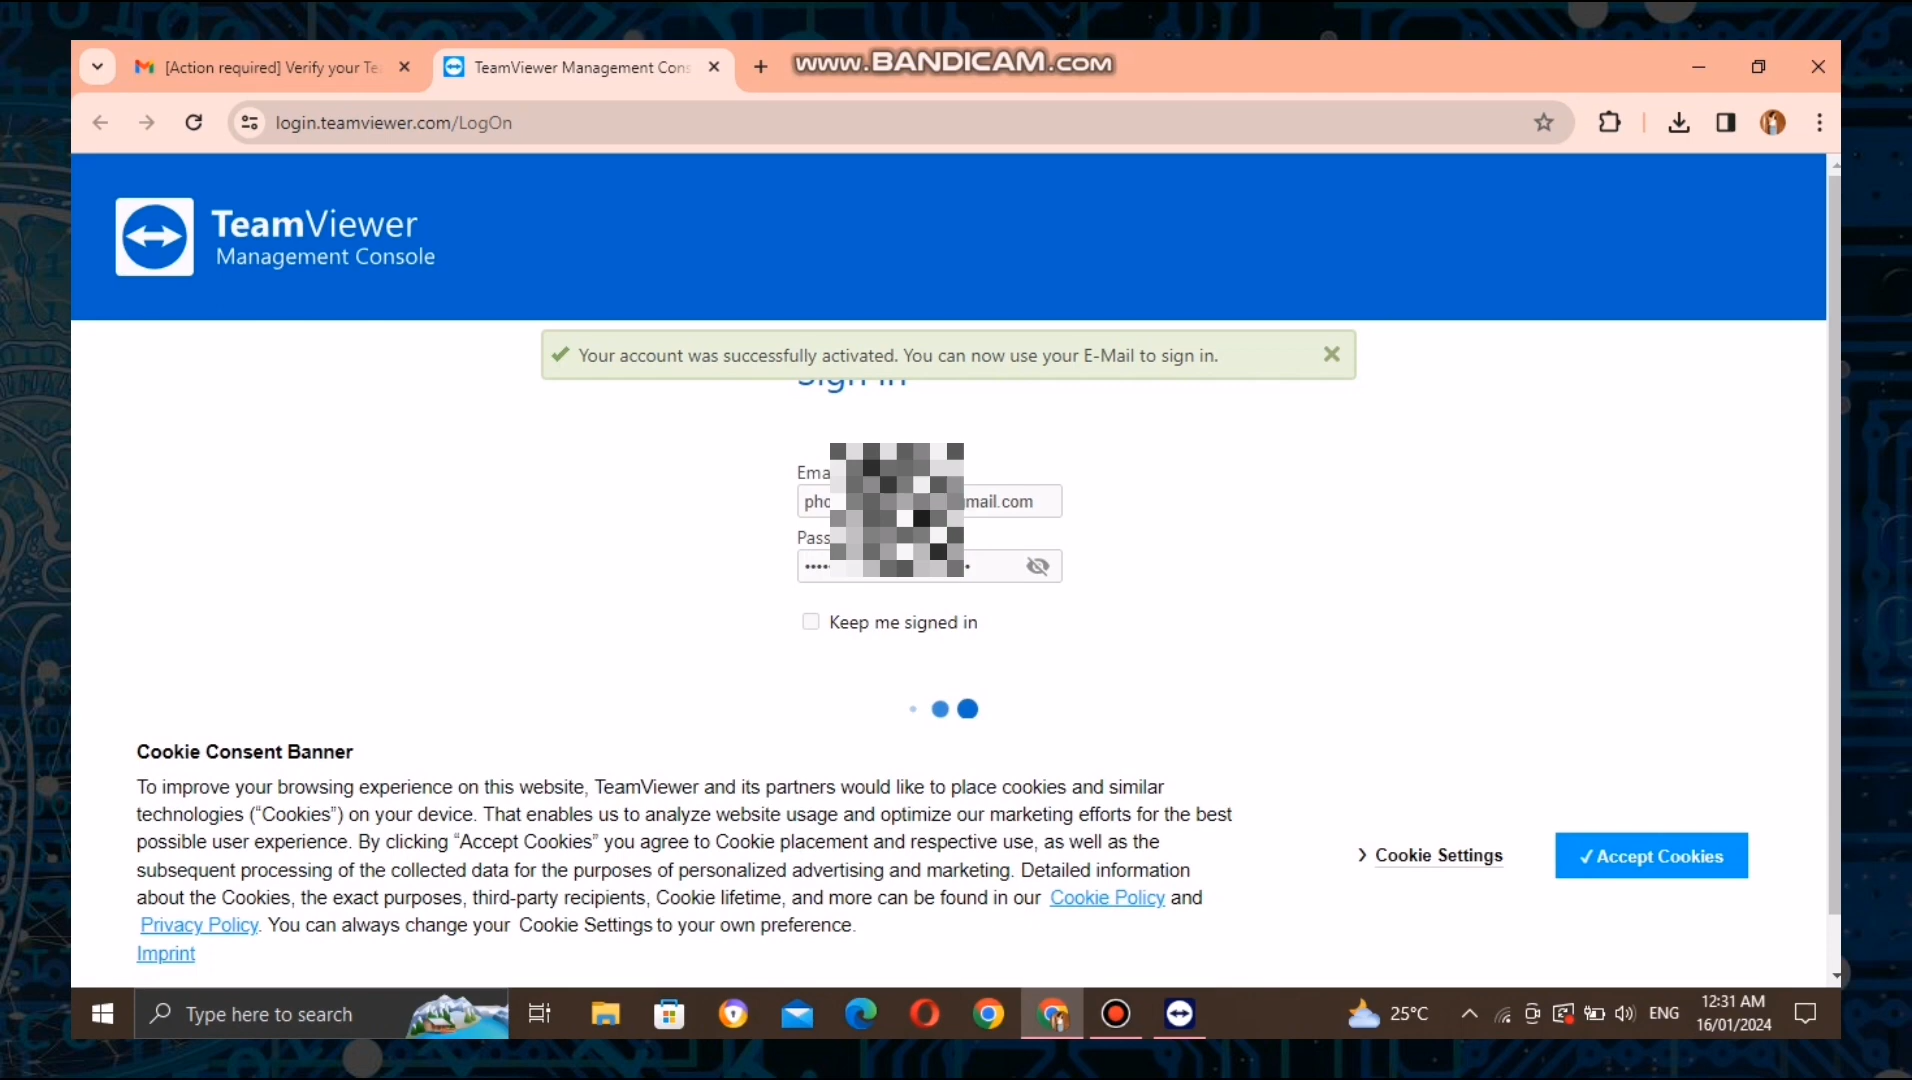 [Action required] Verify your Te
TeamViewer Management Cons
www.BANDICAM.com
login.teamviewer.com/LogOn
TeamViewer
Management Console
Your account was successfully activated. You can now use your E-Mail to sign in.
Sign In
Ema
pho mail.com
Pass
Keep me signed in
Cookie Consent Banner
To improve your browsing experience on this website, TeamViewer and its partners would like to place cookies and similar
technologies (“Cookies”) on your device. That enables us to analyze website usage and optimize our marketing efforts for the best
possible user experience. By clicking “Accept Cookies” you agree to Cookie placement and respective use, as well as the
subsequent processing of the collected data for the purposes of personalized advertising and marketing. Detailed information
about the Cookies, the exact purposes, third-party recipients, Cookie lifetime, and more can be found in our Cookie Policy and
Privacy Policy. You can always change your Cookie Settings to your own preference.
Imprint
Cookie Settings
✓ Accept Cookies
Type here to search
25°C
ENG
12:31 AM
16/01/2024